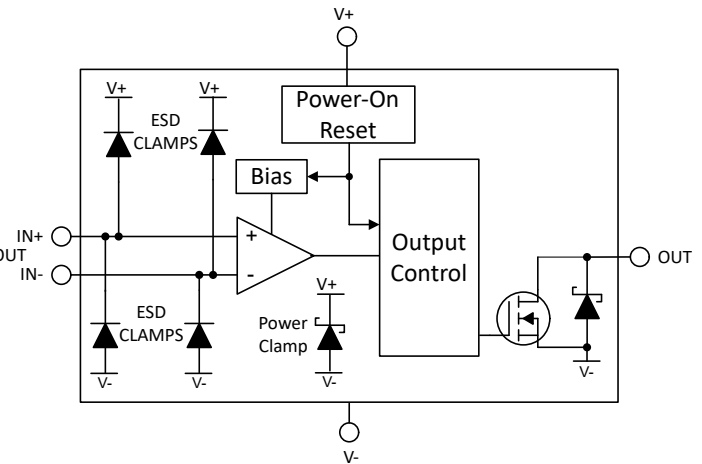 V+
V+
V+
ESD
CLAMPS
Power-On
Reset
Bias
IN+
OUT
IN-
+
-
Output
Control
OUT
ESD
CLAMPS
V+
Power
Clamp
V-
V-
V-
V-
V-